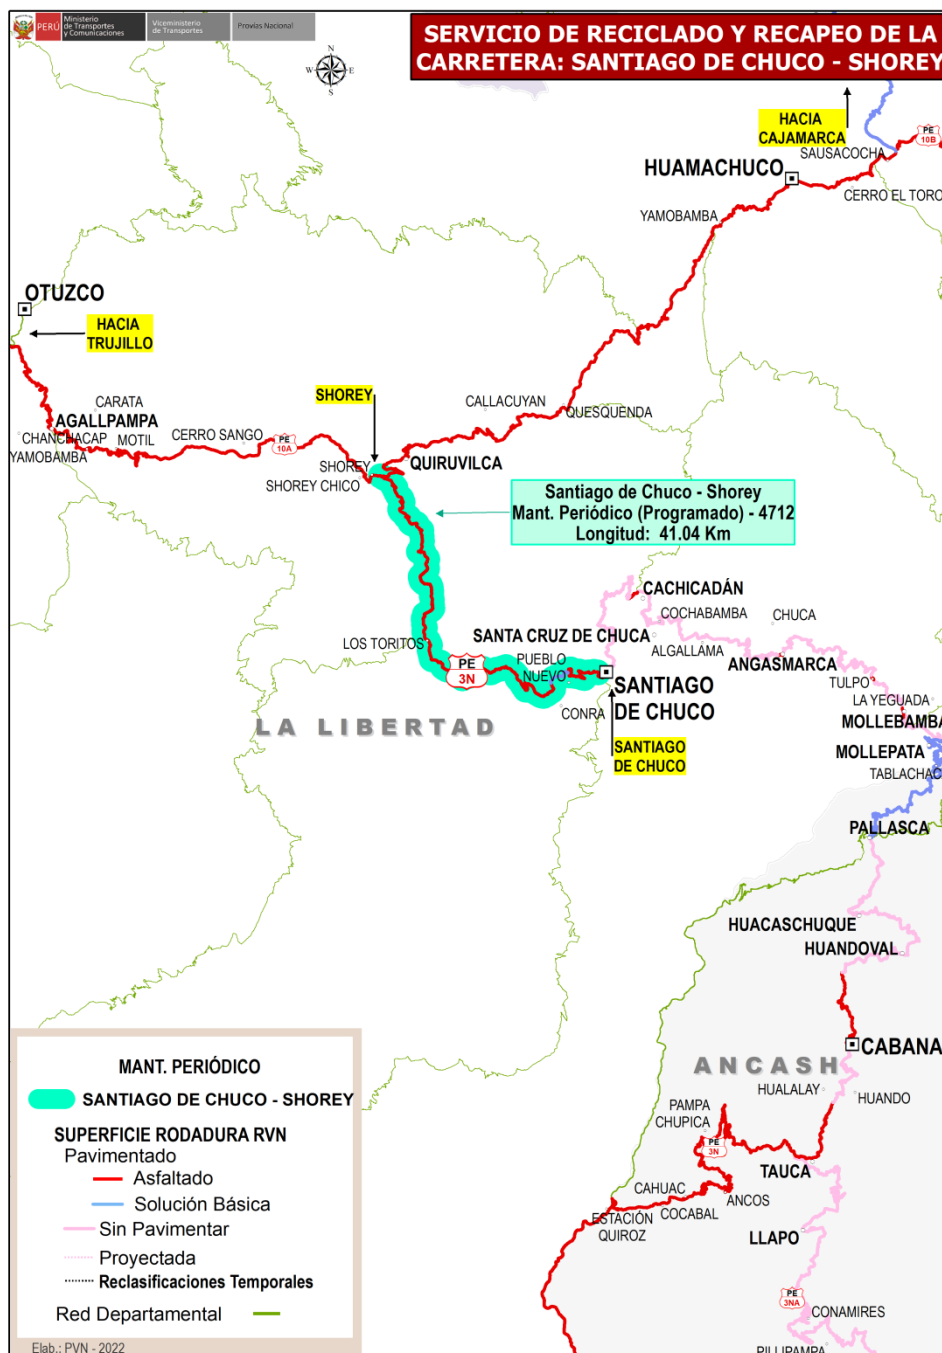 PERÚ
Ministerio
de Transportes
y Comunicaciones
Viceministerio
de Transportes
Provías Nacional
SERVICIO DE RECICLADO Y RECAPEO DE LA
CARRETERA: SANTIAGO DE CHUCO - SHOREY
N
W
E
S
HACIA
CAJAMARCA
PE
10B
SAUSACOCHA
HUAMACHUCO
CERRO EL TORO
YAMOBAMBA
OTUZCO
HACIA
TRUJILLO
SHOREY
CARATA
AGALLPAMPA
CALLACUYAN
QUESQUENDA
CHANCHACAP
MOTIL
CERRO SANGO
PE
10A
YAMOBAMBA
SHOREY
QUIRUVILCA
SHOREY CHICO
Santiago de Chuco - Shorey
Mant. Periódico (Programado) - 4712
Longitud: 41.04 Km
CACHICADÁN
COCHABAMBA
CHUCA
SANTA CRUZ DE CHUCA
LOS TORITOS
ALGALLAMA
PUEBLO
NUEVO
ANGASMARCA
PE
3N
SANTIAGO
DE CHUCO
TULPO
LA YEGUADA
CONRA
MOLLEBAMBA
LA LIBERTAD
SANTIAGO
DE CHUCO
MOLLEPATA
TABLACHAC
PALLASCA
HUACASCHUQUE
HUANDOVAL
CABANA
ANCASH
HUALALAY
HUANDO
PAMPA
CHUPICA
PE
3N
TAUCA
CAHUAC
ANCOS
COCABAL
ESTACIÓN
QUIROZ
LLAPO
PE
3NA
CONAMIRES
PILLIPAMPA
MANT. PERIÓDICO
SANTIAGO DE CHUCO - SHOREY
SUPERFICIE RODADURA RVN
Pavimentado
Asfaltado
Solución Básica
Sin Pavimentar
Proyectada
Reclasificaciones Temporales
Red Departamental
Elab.: PVN - 2022